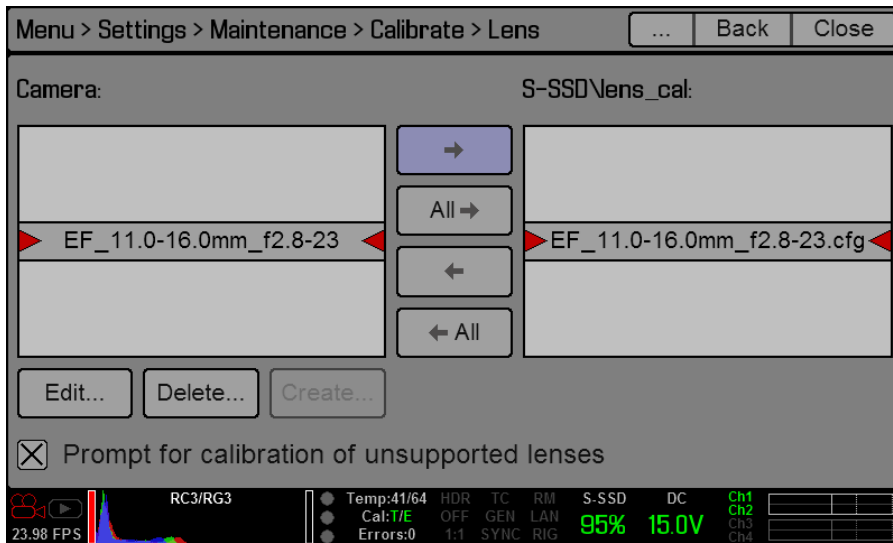 Menu > Settings > Maintenance > Calibrate > Lens ... Back Close
Camera: S-SSD\lens_cal:
→
All →
EF_11.0-16.0mm_f2.8-23 EF_11.0-16.0mm_f2.8-23.cfg
←
← All
Edit... Delete... Create...
Prompt for calibration of unsupported lenses
RC3/RG3 Temp:41/64 HDR TC RM S-SSD DC Ch1
Cal:T/E OFF GEN LAN 95% 15.0V Ch2
23.98 FPS Errors:0 1:1 SYNC RIG Ch3
Ch4